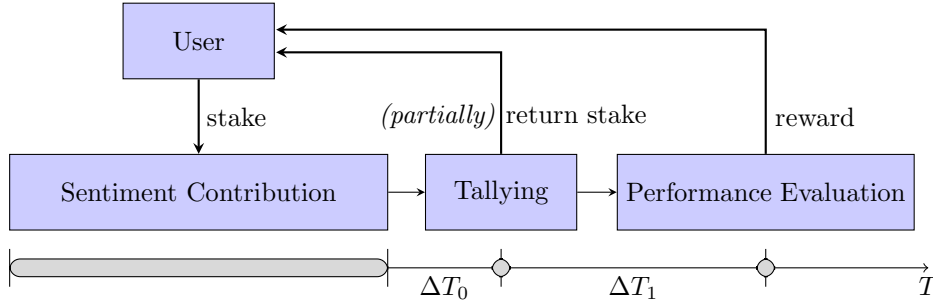 User
stake
(partially) return stake
reward
Sentiment Contribution
Tallying
Performance Evaluation
ΔT₀
ΔT₁
T